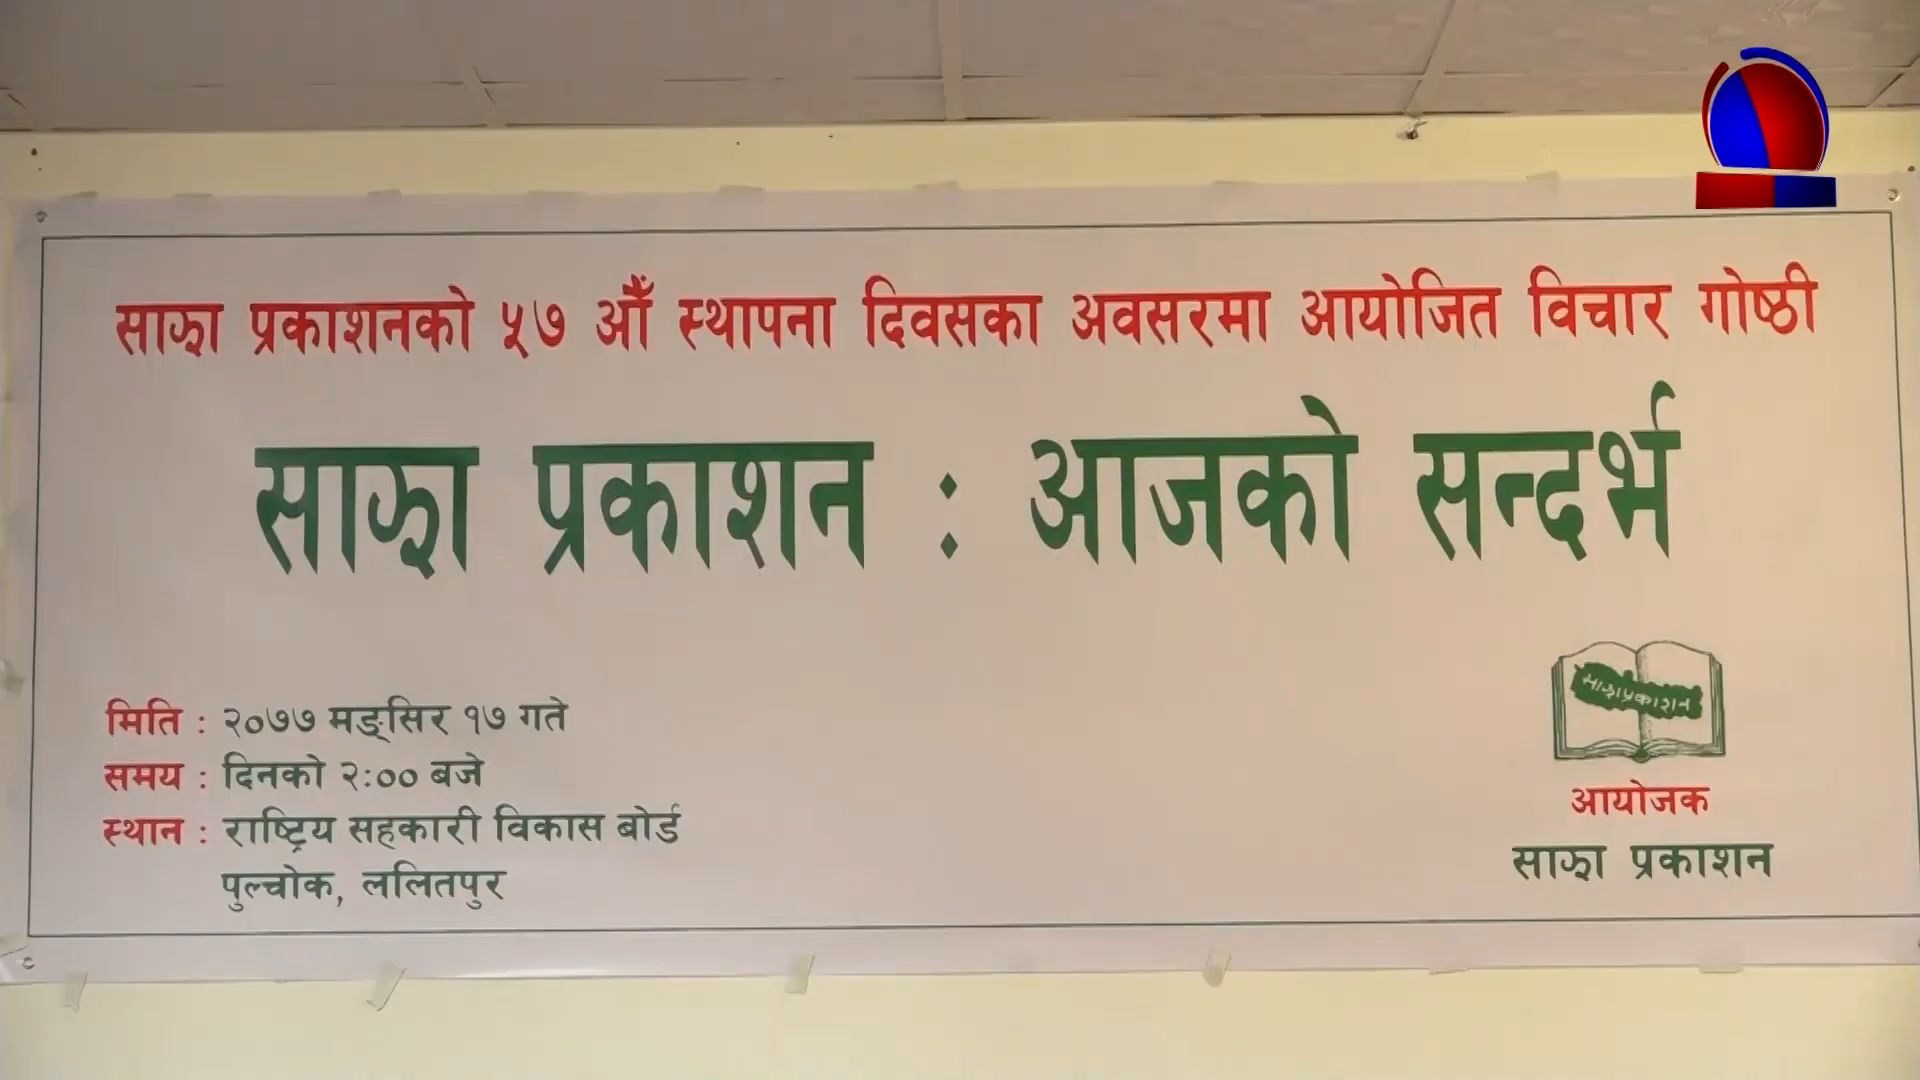 साझा प्रकाशनको ५७ औँ स्थापना दिवसका अवसरमा आयोजित विचार गोष्ठी
साझा प्रकाशन : आजको सन्दर्भ
मिति : २०७७ मङ्सिर १७ गते
समय : दिनको २:०० बजे
स्थान : राष्ट्रिय सहकारी विकास बोर्ड
पुल्चोक, ललितपुर
साझा प्रकाशन
आयोजक
साझा प्रकाशन